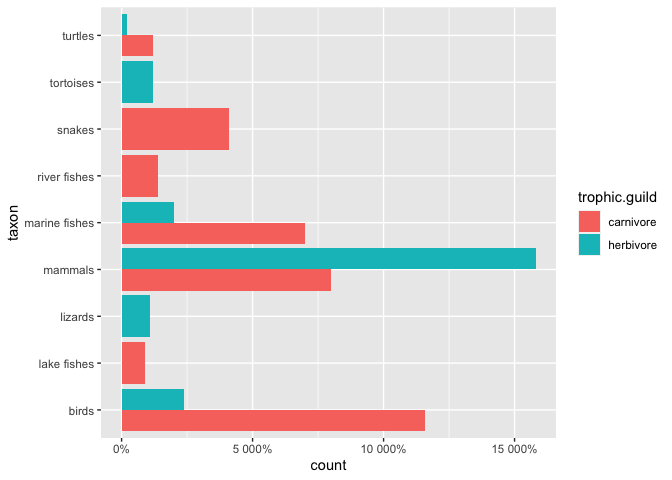 turtles
tortoises
snakes
river fishes
marine fishes
mammals
lizards
lake fishes
birds
taxon
0% 5 000% 10 000% 15 000%
count
trophic.guild
carnivore
herbivore